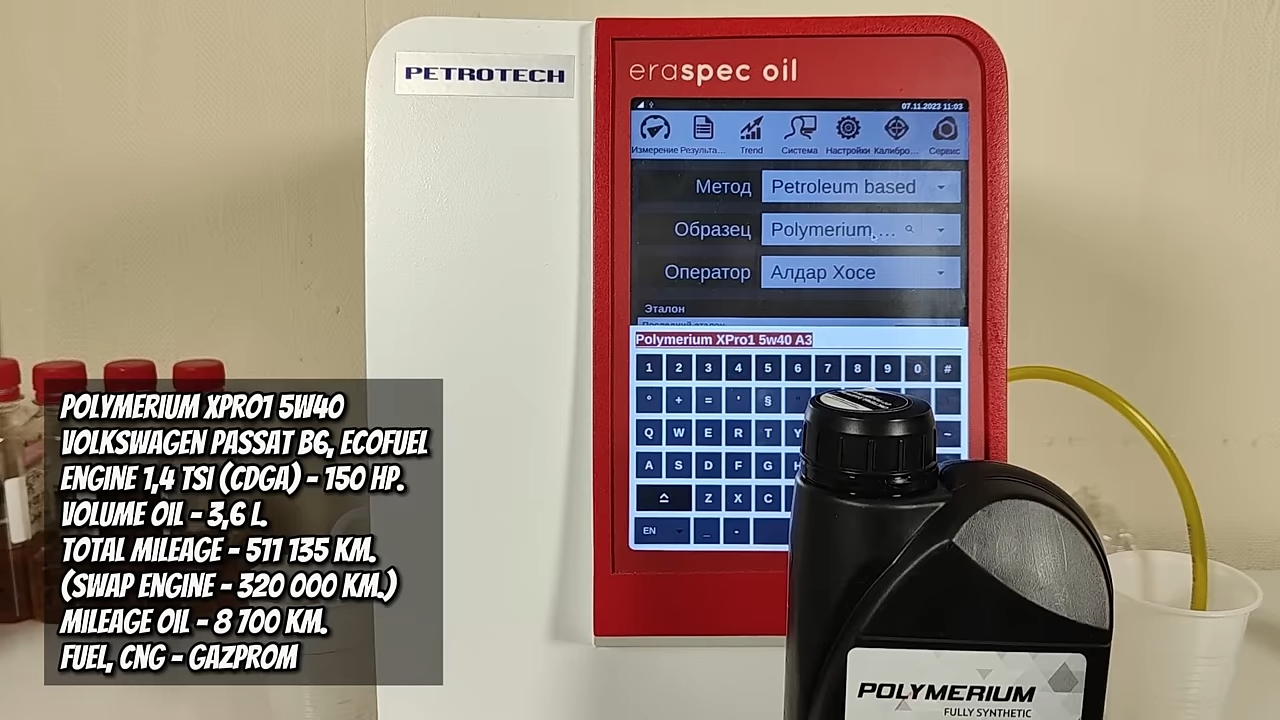 PETROTECH
eraspec oil
07.11.2023 11:03
Измерение Результа... Trend Система Настройки Калибро... Сервис
Метод Petroleum based
Образец Polymerium, ...
Оператор Алдар Хосе
Эталон
Последний эталон
Polymerium XPro1 5w40 A3
1 2 3 4 5 6 7 8 9 0 #
° + = ' §
Q W E R T Y ~
A S D F G H
Z X C
EN _ -
POLYMERIUM XPRO1 5W40
VOLKSWAGEN PASSAT B6, ECOFUEL
ENGINE 1,4 TSI (CDGA) - 150 HP.
VOLUME OIL - 3,6 L.
TOTAL MILEAGE - 511 135 KM.
(SWAP ENGINE - 320 000 KM.)
MILEAGE OIL - 8 700 KM.
FUEL, CNG - GAZPROM
POLYMERIUM
FULLY SYNTHETIC